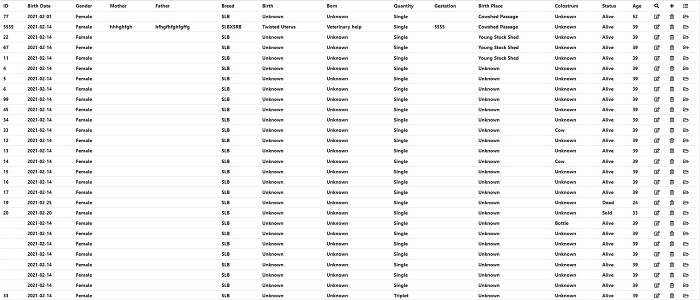 ID Birth Date Gender Mother Father Breed Birth Born Quantity Gestation Birth Place Colostrum Status Age
77 2021-02-01 Female SLB Unknown Unknown Single Cowshed Passage Unknown Alive 52
5555 2021-02-14 Female hhhghfgh hfhgfhfghfgffg SLBXSRB Twisted Uterus Veterinary help Single 5555 Cowshed Passage Unknown Alive 39
22 2021-02-14 Female SLB Unknown Unknown Single Young Stock Shed Unknown Alive 39
67 2021-02-14 Female SLB Unknown Unknown Single Young Stock Shed Unknown Alive 39
11 2021-02-14 Female SLB Unknown Unknown Single Young Stock Shed Unknown Alive 39
4 2021-02-14 Female SLB Unknown Unknown Single Unknown Unknown Alive 39
5 2021-02-14 Female SLB Unknown Unknown Single Unknown Unknown Alive 39
6 2021-02-14 Female SLB Unknown Unknown Single Unknown Unknown Alive 39
99 2021-02-14 Female SLB Unknown Unknown Single Unknown Unknown Alive 39
45 2021-02-14 Female SLB Unknown Unknown Single Unknown Unknown Alive 39
34 2021-02-14 Female SLB Unknown Unknown Single Unknown Unknown Alive 39
33 2021-02-14 Female SLB Unknown Unknown Single Unknown Cow Alive 39
12 2021-02-14 Female SLB Unknown Unknown Single Unknown Unknown Alive 39
13 2021-02-14 Female SLB Unknown Unknown Single Unknown Unknown Alive 39
14 2021-02-14 Female SLB Unknown Unknown Single Unknown Cow Alive 39
15 2021-02-14 Female SLB Unknown Unknown Single Unknown Unknown Alive 39
16 2021-02-14 Female SLB Unknown Unknown Single Unknown Unknown Alive 39
17 2021-02-14 Female SLB Unknown Unknown Single Unknown Unknown Alive 39
19 2021-02-25 Female SLB Unknown Unknown Single Unknown Unknown Dead 24
20 2021-02-20 Female SLB Unknown Unknown Single Unknown Unknown Sold 33
2021-02-14 Female SLB Unknown Unknown Single Unknown Bottle Alive 39
2021-02-14 Female SLB Unknown Unknown Single Unknown Unknown Alive 39
2021-02-14 Female SLB Unknown Unknown Single Unknown Unknown Alive 39
2021-02-14 Female SLB Unknown Unknown Single Unknown Unknown Alive 39
2021-02-14 Female SLB Unknown Unknown Single Unknown Unknown Alive 39
2021-02-14 Female SLB Unknown Unknown Single Unknown Unknown Alive 39
2021-02-14 Female SLB Unknown Unknown Single Unknown Unknown Alive 39
33 2021-02-14 Female SLB Unknown Unknown Triplet Unknown Unknown Alive 39